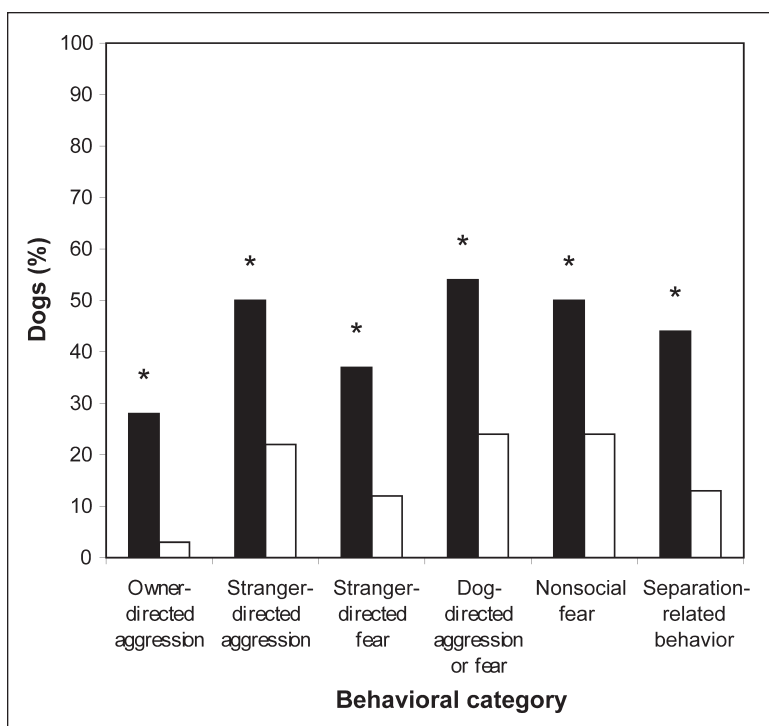 100
90
80
70
60
50
40
30
20
10
0
Dogs (%)
*
*
*
*
*
*
Owner-
directed
aggression
Stranger-
directed
aggression
Stranger-
directed
fear
Dog-
directed
aggression
or fear
Nonsocial
fear
Separation-
related
behavior
Behavioral category